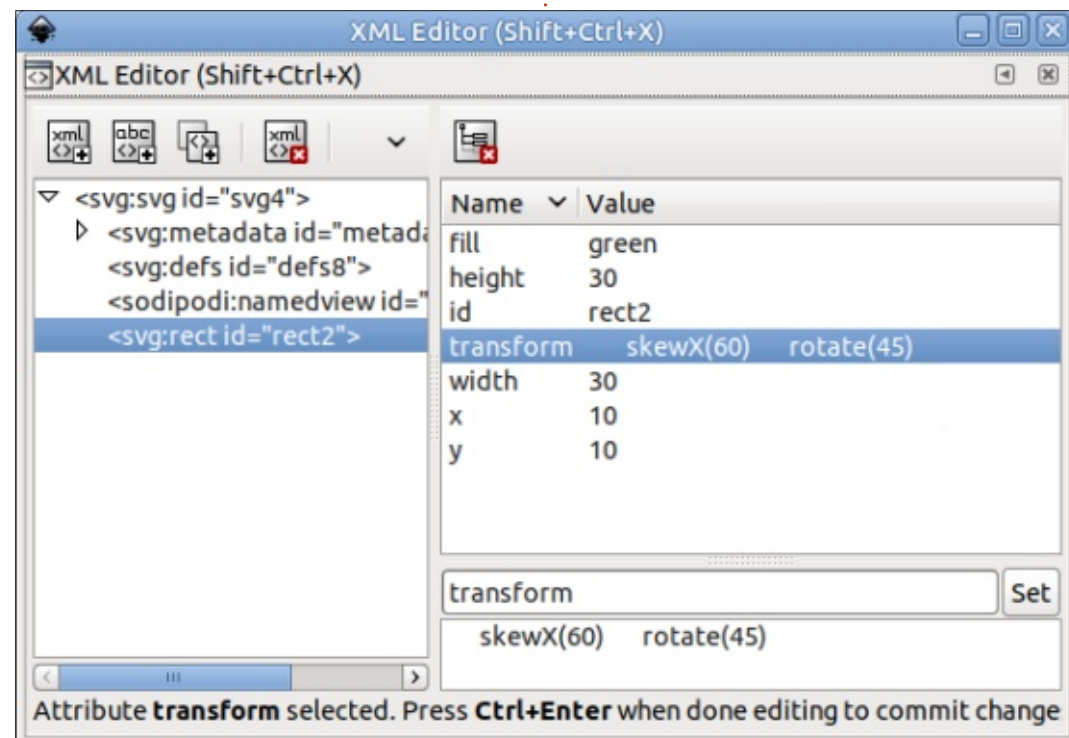 XML Editor (Shift+Ctrl+X)
XML Editor (Shift+Ctrl+X)
xml abc xml
<svg:svg id="svg4">
<svg:metadata id="metada
<svg:defs id="defs8">
<sodipodi:namedview id="
<svg:rect id="rect2">
Name Value
fill green
height 30
id rect2
transform skewX(60) rotate(45)
width 30
x 10
y 10
transform Set
skewX(60) rotate(45)
Attribute transform selected. Press Ctrl+Enter when done editing to commit change